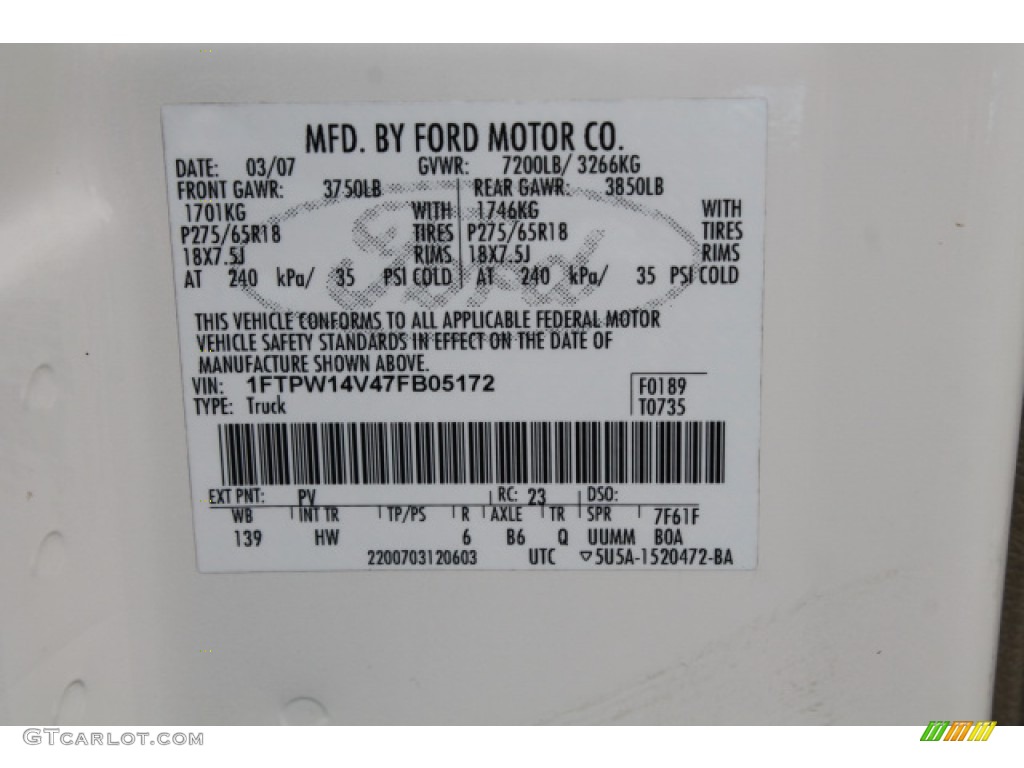 MFD. BY FORD MOTOR CO.
DATE: 03/07 GVWR: 7200LB/ 3266KG
FRONT GAWR: 3750LB REAR GAWR: 3850LB
1701KG WITH 1746KG WITH
P275/65R18 TIRES P275/65R18 TIRES
18X7.5J RIMS 18X7.5J RIMS
AT 240 kPa/ 35 PSI COLD AT 240 kPa/ 35 PSI COLD
Ford
THIS VEHICLE CONFORMS TO ALL APPLICABLE FEDERAL MOTOR
VEHICLE SAFETY STANDARDS IN EFFECT ON THE DATE OF
MANUFACTURE SHOWN ABOVE.
VIN: 1FTPW14V47FB05172 F0189
TYPE: Truck T0735
EXT PNT: PV RC: 23 DSO:
WB INT TR TP/PS R AXLE TR SPR 7F61F
139 HW 6 B6 Q UUMM BOA
2200703120603 UTC ▽5U5A-1520472-BA
GTCARLOT.COM